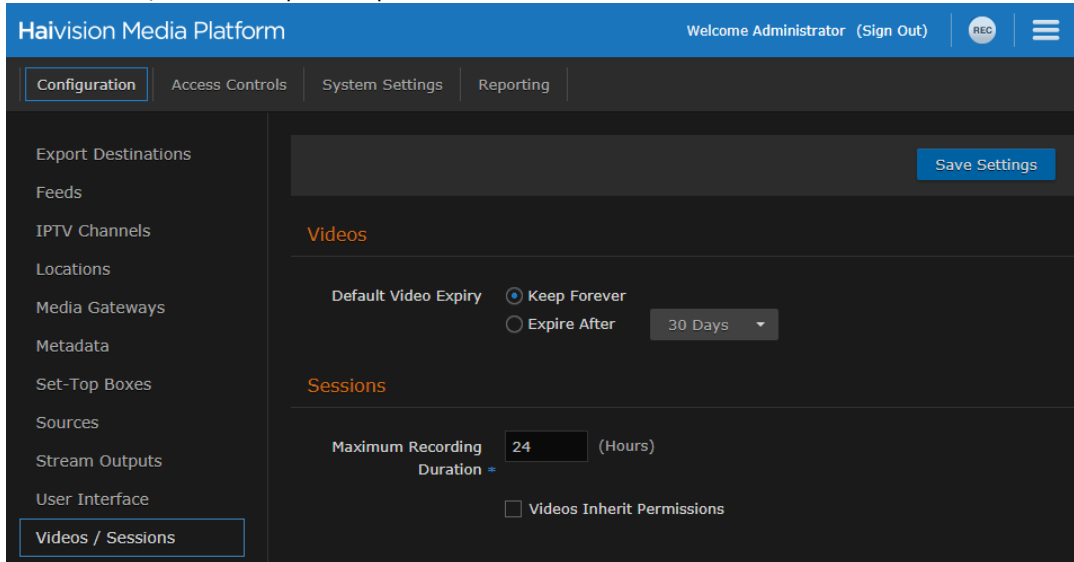 Haivision Media Platform
Welcome Administrator (Sign Out)
REC
Configuration
Access Controls
System Settings
Reporting
Export Destinations
Feeds
IPTV Channels
Locations
Media Gateways
Metadata
Set-Top Boxes
Sources
Stream Outputs
User Interface
Videos / Sessions
Save Settings
Videos
Default Video Expiry
Keep Forever
Expire After
30 Days
Sessions
Maximum Recording
Duration *
24
(Hours)
Videos Inherit Permissions